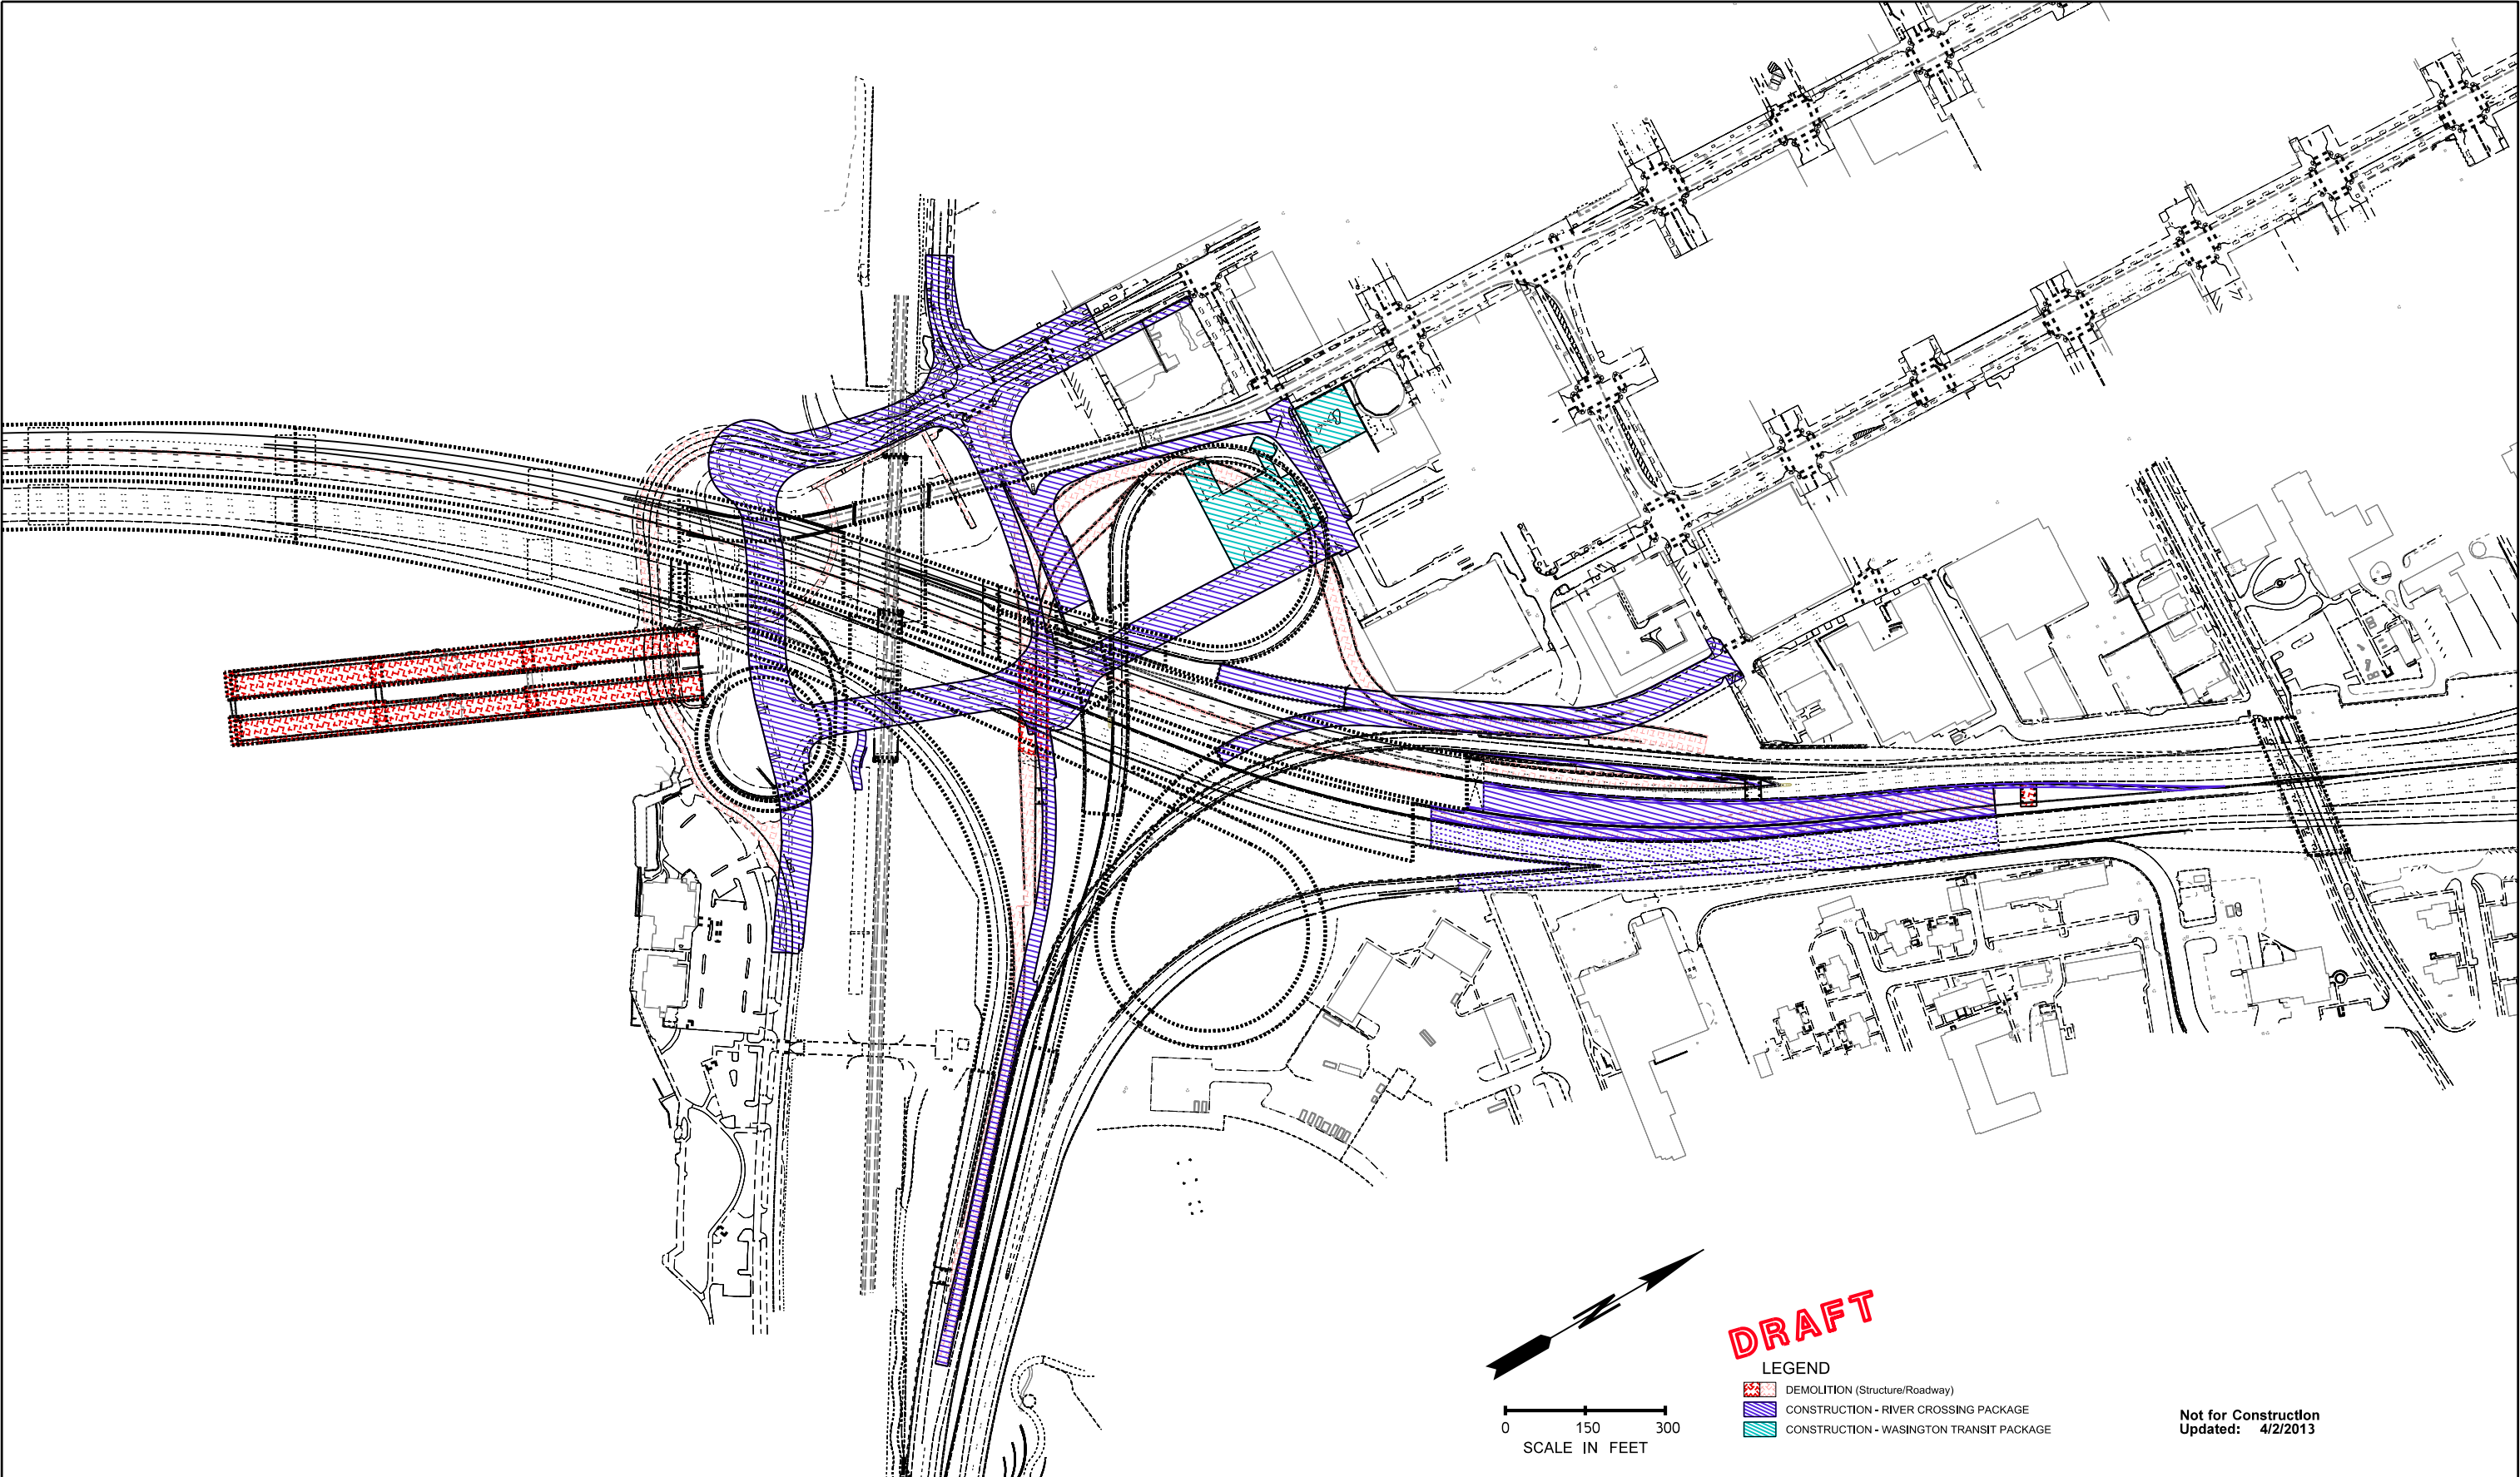 DRAFT
LEGEND
DEMOLITION (Structure/Roadway)
CONSTRUCTION - RIVER CROSSING PACKAGE
CONSTRUCTION - WASINGTON TRANSIT PACKAGE
0 150 300
SCALE IN FEET
Not for Construction
Updated: 4/2/2013
N